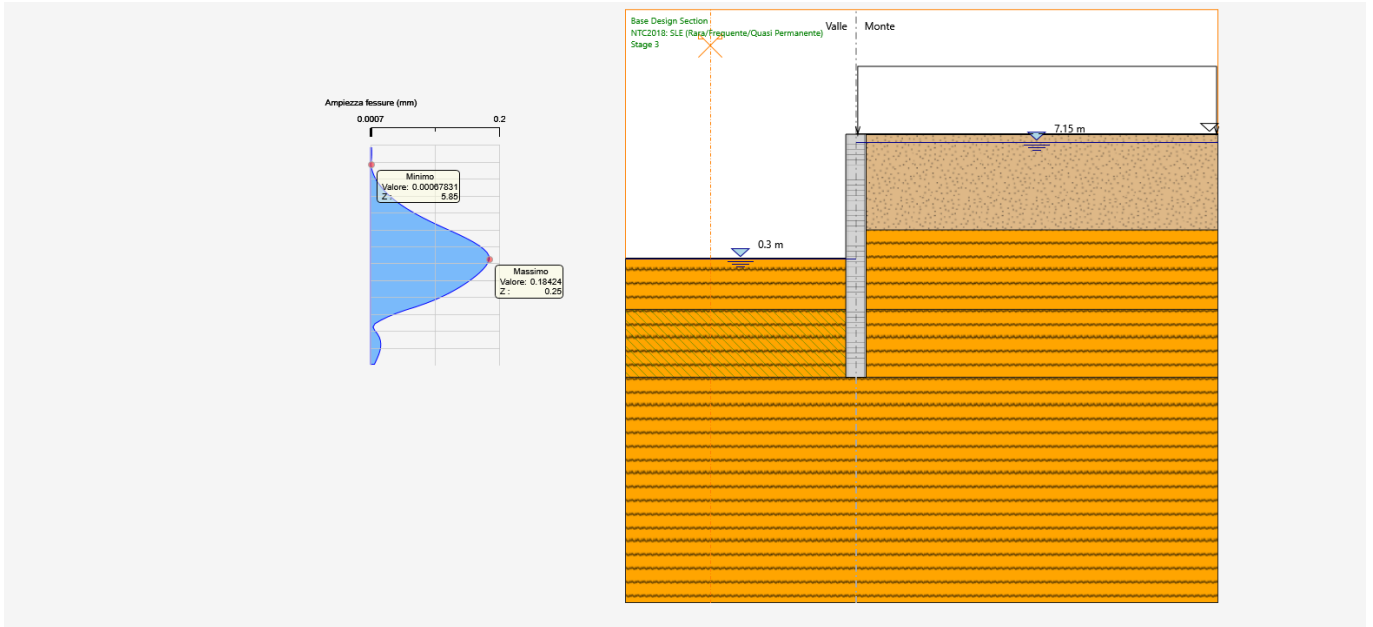 Ampiezza fessure (mm)
0.0007 0.2
Minimo
Valore: 0.00067831
Z : 5.85
Massimo
Valore: 0.18424
Z : 0.25
Base Design Section
NTC2018: SLE (Rara/Frequente/Quasi Permanente)
Stage 3
Valle Monte
7.15 m
0.3 m